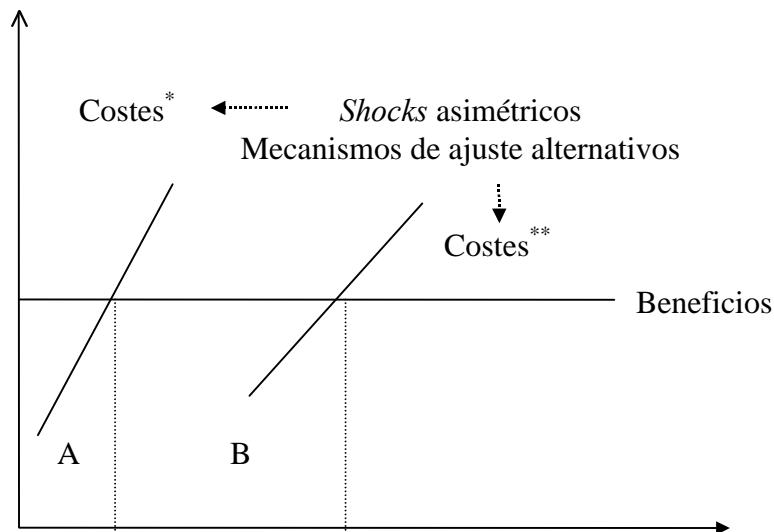 Costes*
Shocks asimétricos
Mecanismos de ajuste alternativos
Costes**
Beneficios
A
B